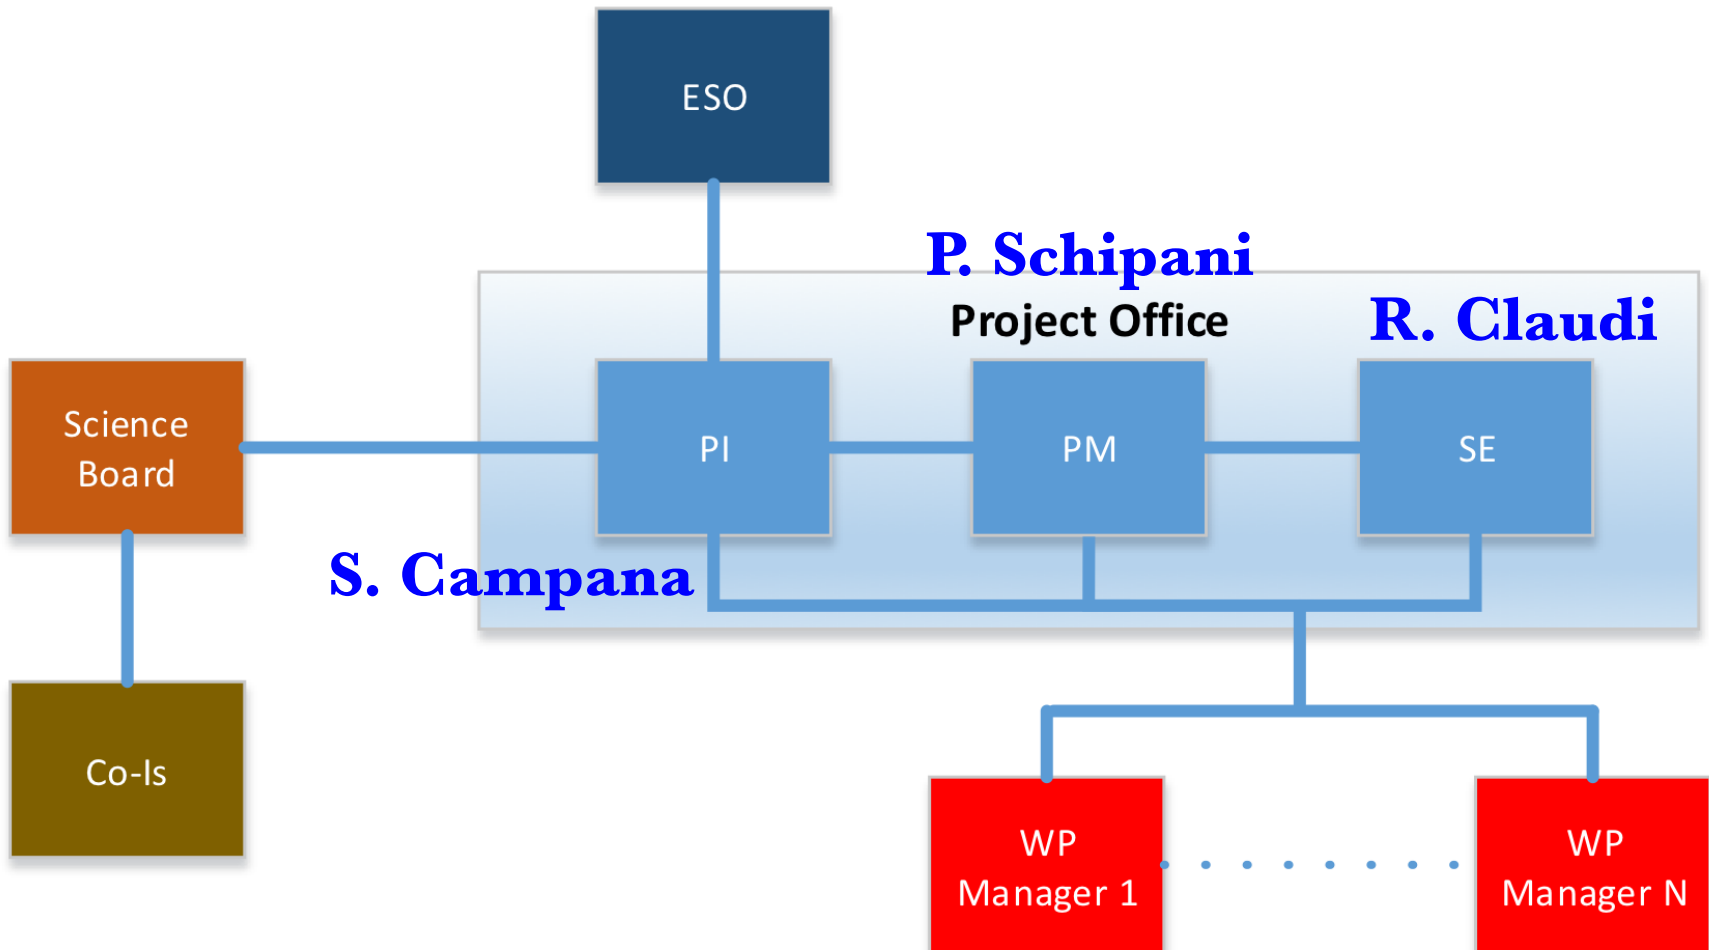 ESO
P. Schipani
Project Office
R. Claudi
Science
Board
PI
PM
SE
S. Campana
Co-Is
WP
Manager 1
WP
Manager N